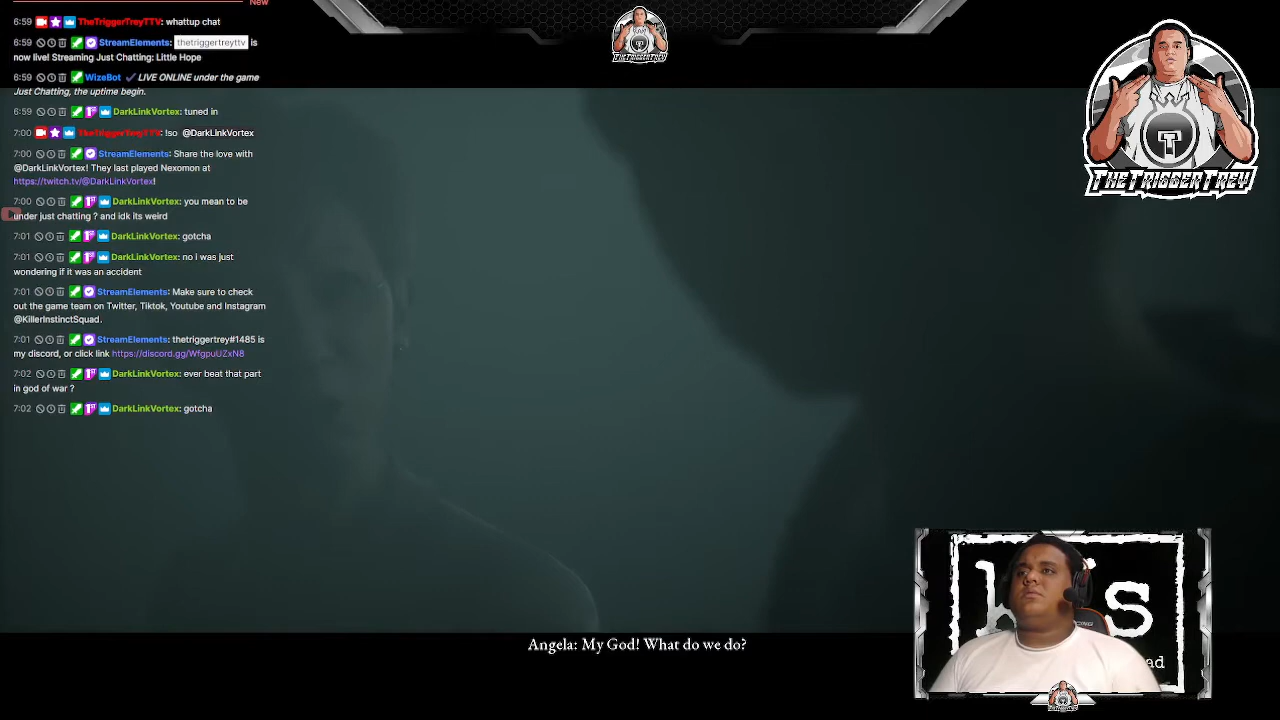 New
6:59 TheTriggerTreyTTV: whattup chat
6:59 StreamElements: thetriggertreyttv is
now live! Streaming Just Chatting: Little Hope
6:59 WizeBot ✔ LIVE ONLINE under the game
Just Chatting, the uptime begin.
6:59 DarkLinkVortex: tuned in
7:00 TheTriggerTreyTTV: !so @DarkLinkVortex
7:00 StreamElements: Share the love with
@DarkLinkVortex! They last played Nexomon at
https://twitch.tv/@DarkLinkVortex!
7:00 DarkLinkVortex: you mean to be
under just chatting ? and idk its weird
7:01 DarkLinkVortex: gotcha
7:01 DarkLinkVortex: no i was just
wondering if it was an accident
7:01 StreamElements: Make sure to check
out the game team on Twitter, Tiktok, Youtube and Instagram
@KillerInstinctSquad.
7:01 StreamElements: thetriggertrey#1485 is
my discord, or click link https://discord.gg/WfgpuUZxN8
7:02 DarkLinkVortex: ever beat that part
in god of war ?
7:02 DarkLinkVortex: gotcha
THETRIGGERTREY
T
THETRIGGERTREY
Angela: My God! What do we do?